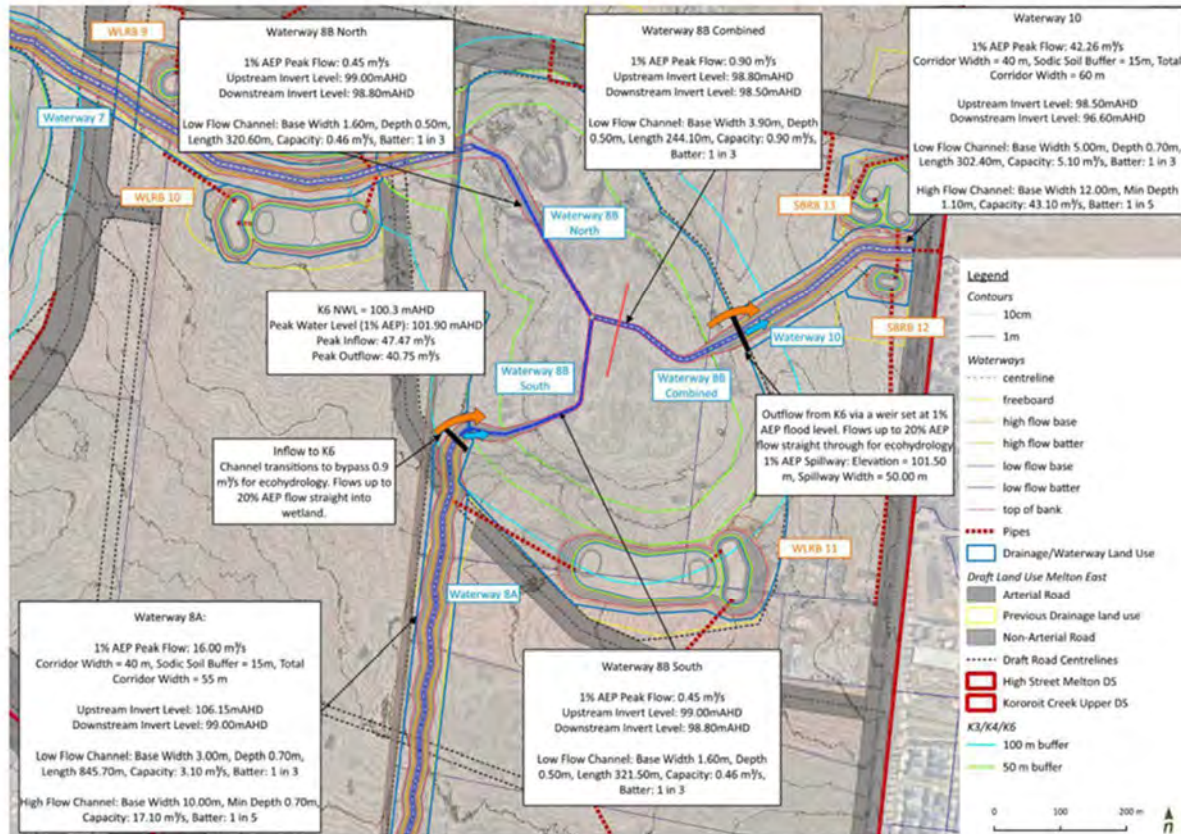 WLRB 9
Waterway 7
WLRB 10
Waterway 8B North
1% AEP Peak Flow: 0.45 m³/s
Upstream Invert Level: 99.00mAHD
Downstream Invert Level: 98.80mAHD
Low Flow Channel: Base Width 1.60m, Depth 0.50m,
Length 320.60m, Capacity: 0.46 m³/s, Batter: 1 in 3
Waterway 8B Combined
1% AEP Peak Flow: 0.90 m³/s
Upstream Invert Level: 98.80mAHD
Downstream Invert Level: 98.50mAHD
Low Flow Channel: Base Width 3.90m, Depth
0.50m, Length 244.10m, Capacity: 0.90 m³/s,
Batter: 1 in 3
Waterway 10
1% AEP Peak Flow: 42.26 m³/s
Corridor Width = 40 m, Sodic Soil Buffer = 15m, Total
Corridor Width = 60 m
Upstream Invert Level: 98.50mAHD
Downstream Invert Level: 96.60mAHD
Low Flow Channel: Base Width 5.00m, Depth 0.70m,
Length 302.40m, Capacity: 5.10 m³/s, Batter: 1 in 3
High Flow Channel: Base Width 12.00m, Min Depth
1.10m, Capacity: 43.10 m³/s, Batter: 1 in 5
SBRB 13
Waterway 8B
North
K6 NWL = 100.3 mAHD
Peak Water Level (1% AEP): 101.90 mAHD
Peak Inflow: 47.47 m³/s
Peak Outflow: 40.75 m³/s
Waterway 10
SBRB 12
Waterway 8B
South
Waterway 8B
Combined
Inflow to K6
Channel transitions to bypass 0.9
m³/s for ecohydrology. Flows up
to 20% AEP flow straight into
wetland.
Outflow from K6 via a weir set at 1%
AEP flood level. Flows up to 20% AEP
flow straight through for ecohydrology
1% AEP Spillway: Elevation = 101.50
m, Spillway Width = 50.00 m
WLRB 11
Waterway 8A
Waterway 8A:
1% AEP Peak Flow: 16.00 m³/s
Corridor Width = 40 m, Sodic Soil Buffer = 15m, Total
Corridor Width = 55 m
Upstream Invert Level: 106.15mAHD
Downstream Invert Level: 99.00mAHD
Low Flow Channel: Base Width 3.00m, Depth 0.70m,
Length 845.70m, Capacity: 3.10 m³/s, Batter: 1 in 3
High Flow Channel: Base Width 10.00m, Min Depth 0.70m,
Capacity: 17.10 m³/s, Batter: 1 in 5
Waterway 8B South
1% AEP Peak Flow: 0.45 m³/s
Upstream Invert Level: 99.00mAHD
Downstream Invert Level: 98.80mAHD
Low Flow Channel: Base Width 1.60m, Depth
0.50m, Length 321.50m, Capacity: 0.46 m³/s,
Batter: 1 in 3
Legend
Contours
10cm
1m
Waterways
centreline
freeboard
high flow base
high flow batter
low flow base
low flow batter
top of bank
Pipes
Drainage/Waterway Land Use
Draft Land Use Melton East
Arterial Road
Previous Drainage land use
Non-Arterial Road
Draft Road Centrelines
High Street Melton DS
Kororoit Creek Upper DS
K3/K4/K6
100 m buffer
50 m buffer
0 100 200 m
n